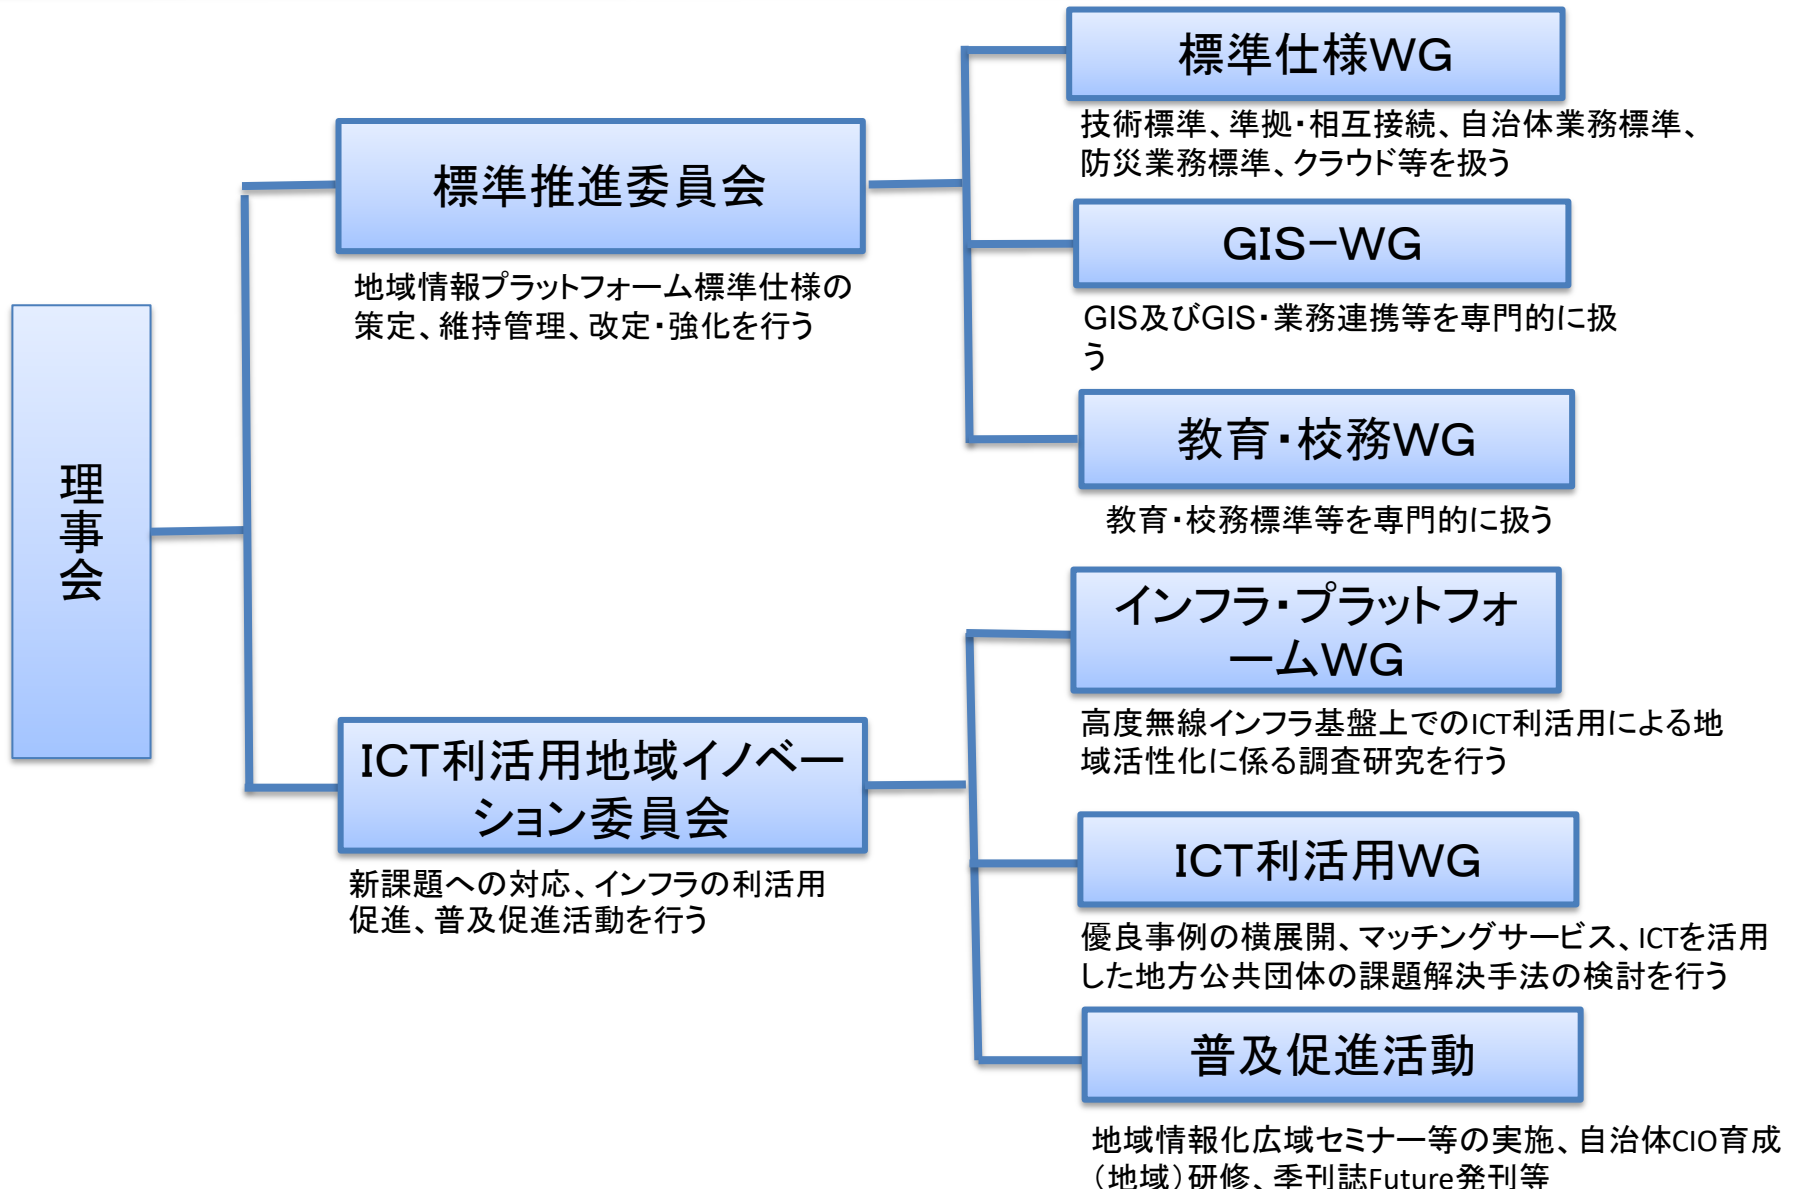 理事会
標準推進委員会
地域情報プラットフォーム標準仕様の
策定、維持管理、改定・強化を行う
標準仕様WG
技術標準、準拠・相互接続、自治体業務標準、
防災業務標準、クラウド等を扱う
GIS−WG
GIS及びGIS・業務連携等を専門的に扱
う
教育・校務WG
教育・校務標準等を専門的に扱う
ICT利活用地域イノベー
ション委員会
新課題への対応、インフラの利活用
促進、普及促進活動を行う
インフラ・プラットフォ
ームWG
高度無線インフラ基盤上でのICT利活用による地
域活性化に係る調査研究を行う
ICT利活用WG
優良事例の横展開、マッチングサービス、ICTを活用
した地方公共団体の課題解決手法の検討を行う
普及促進活動
地域情報化広域セミナー等の実施、自治体CIO育成
（地域）研修、季刊誌Future発刊等